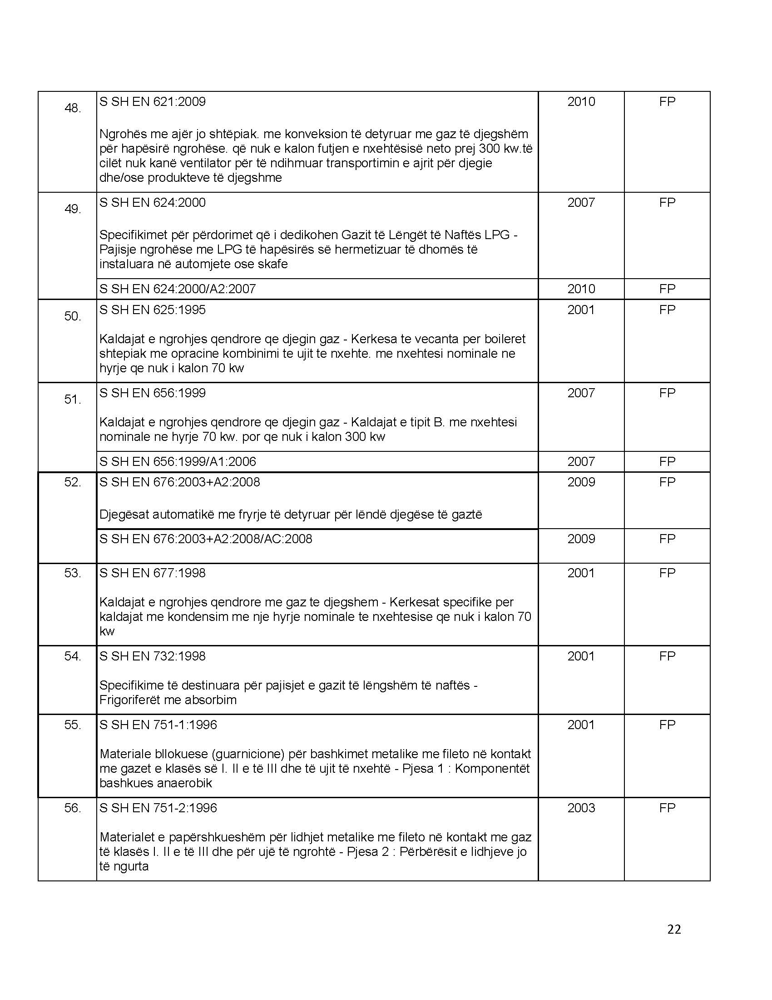 48.
S SH EN 621:2009
2010
FP
Ngrohës me ajër jo shtëpiak. me konveksion të detyruar me gaz të djegshëm
për hapësirë ngrohëse. që nuk e kalon futjen e nxehtësisë neto prej 300 kw.të
cilët nuk kanë ventilator për të ndihmuar transportimin e ajrit për djegie
dhe/ose produkteve të djegshme
49.
S SH EN 624:2000
2007
FP
Specifikimet për përdorimet që i dedikohen Gazit të Lëngët të Naftës LPG -
Pajisje ngrohëse me LPG të hapësirës së hermetizuar të dhomës të
instaluara në automjete ose skafe
S SH EN 624:2000/A2:2007
2010
FP
50.
S SH EN 625:1995
2001
FP
Kaldajat e ngrohjes qendrore qe djegin gaz - Kerkesa te vecanta per boileret
shtepiak me opracine kombinimi te ujit te nxehte. me nxehtesi nominale ne
hyrje qe nuk i kalon 70 kw
51.
S SH EN 656:1999
2007
FP
Kaldajat e ngrohjes qendrore qe djegin gaz - Kaldajat e tipit B. me nxehtesi
nominale ne hyrje 70 kw. por qe nuk i kalon 300 kw
S SH EN 656:1999/A1:2006
2007
FP
52.
S SH EN 676:2003+A2:2008
2009
FP
Djegësat automatikë me fryrje të detyruar për lëndë djegëse të gaztë
S SH EN 676:2003+A2:2008/AC:2008
2009
FP
53.
S SH EN 677:1998
2001
FP
Kaldajat e ngrohjes qendrore me gaz te djegshem - Kerkesat specifike per
kaldajat me kondensim me nje hyrje nominale te nxehtesise qe nuk i kalon 70
kw
54.
S SH EN 732:1998
2001
FP
Specifikime të destinuara për pajisjet e gazit të lëngshëm të naftës -
Frigoriferët me absorbim
55.
S SH EN 751-1:1996
2001
FP
Materiale bllokuese (guarnicione) për bashkimet metalike me fileto në kontakt
me gazet e klasës së I. II e të III dhe të ujit të nxehtë - Pjesa 1 : Komponentët
bashkues anaerobik
56.
S SH EN 751-2:1996
2003
FP
Materialet e papërshkueshëm për lidhjet metalike me fileto në kontakt me gaz
të klasës I. II e të III dhe për ujë të ngrohtë - Pjesa 2 : Përbërësit e lidhjeve jo
të ngurta
22